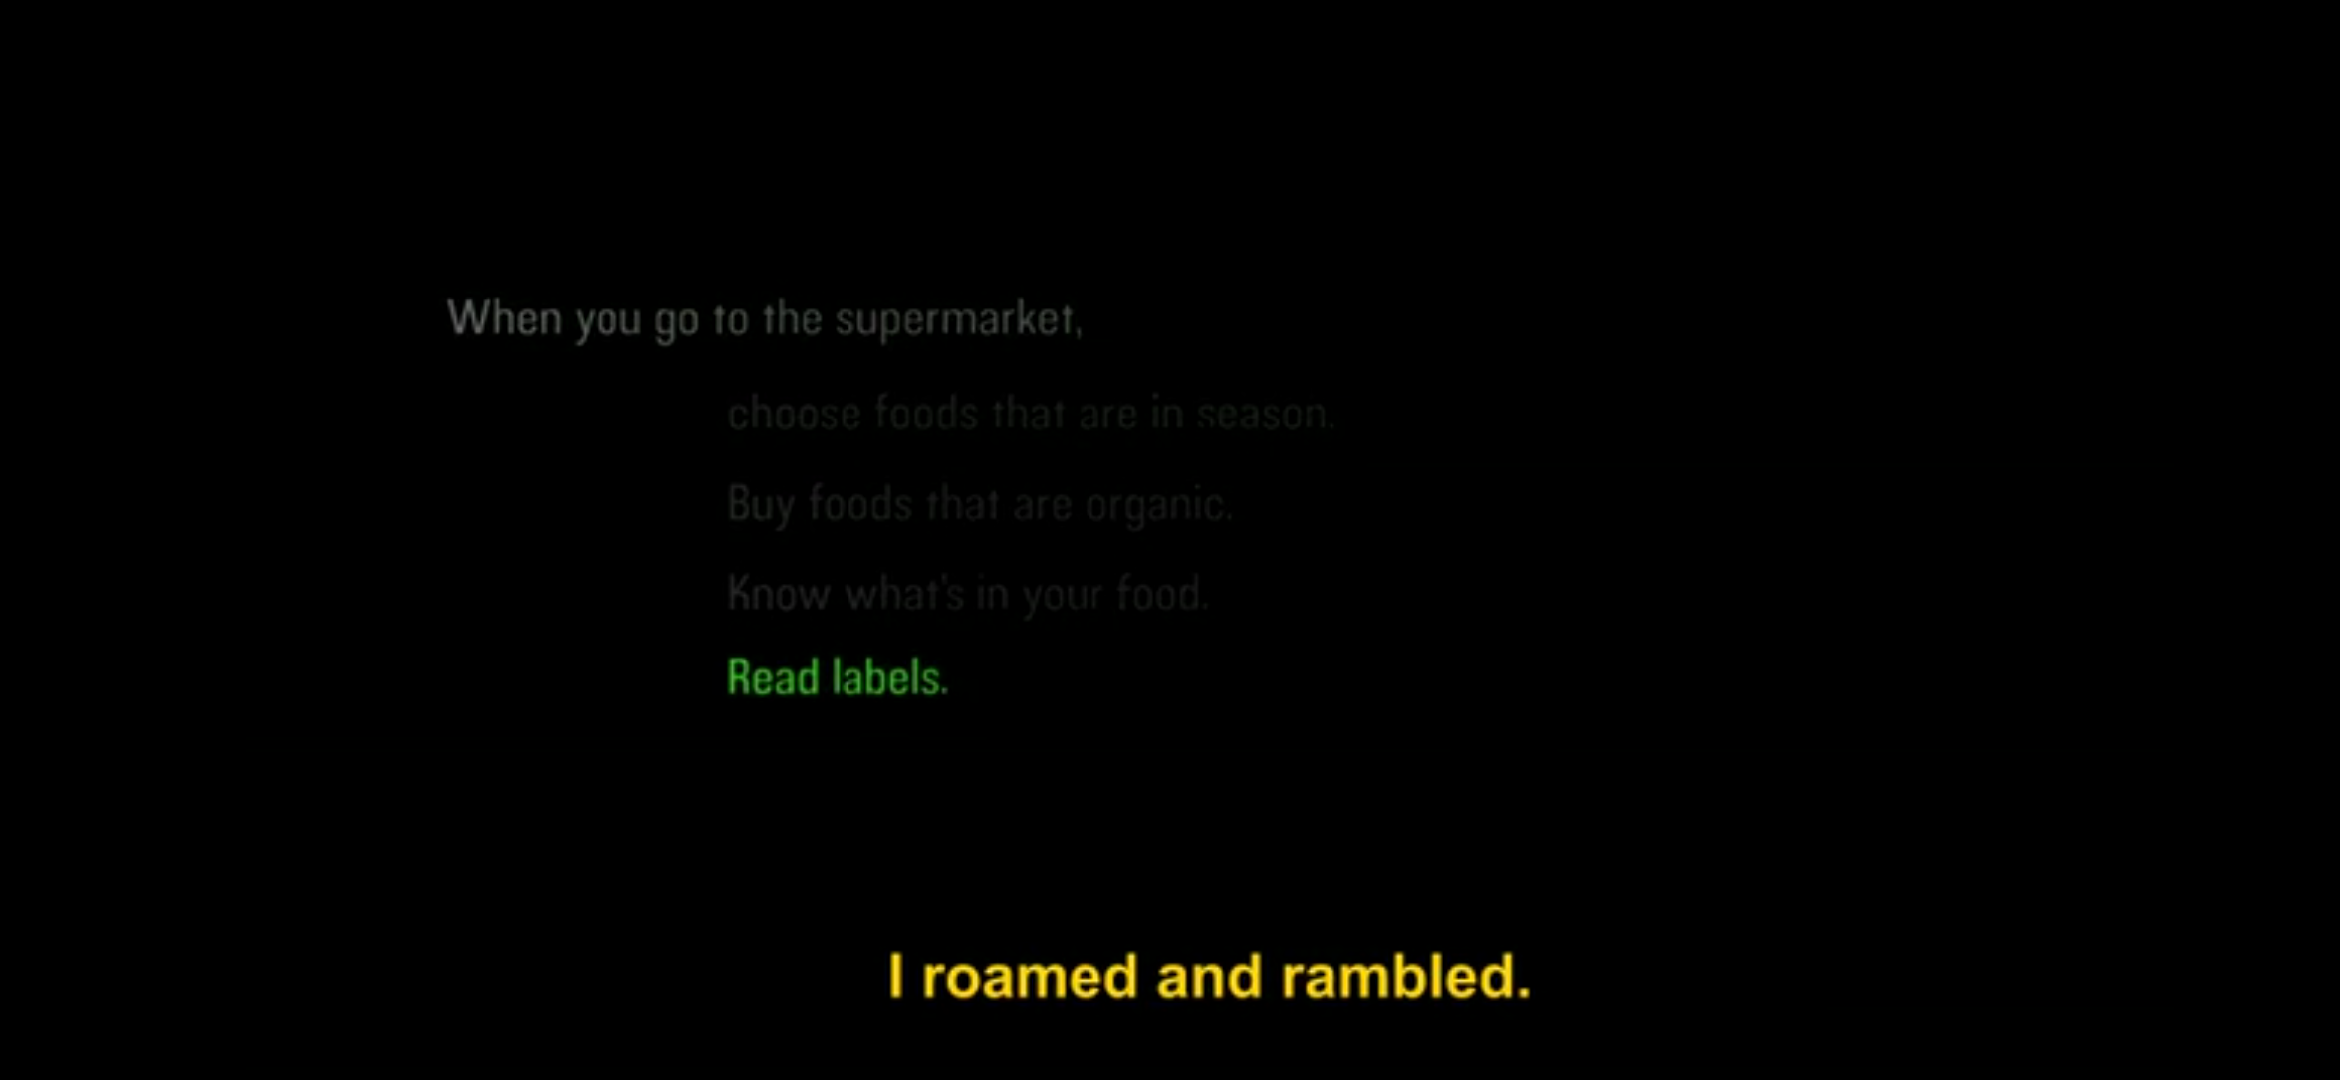 When you go to the supermarket,
choose foods that are in season.
Buy foods that are organic.
Know what's in your food.
Read labels.
I roamed and rambled.